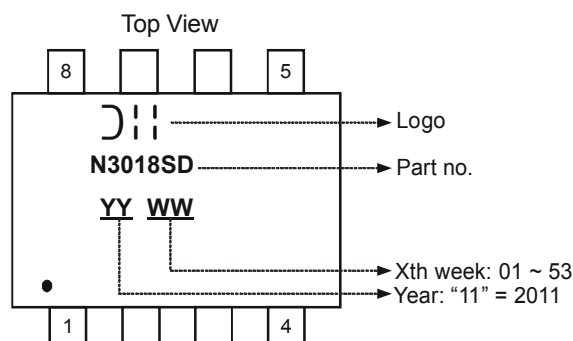 Top View
8 5
Logo
N3018SD
Part no.
YY WW
Xth week: 01 ~ 53
Year: “11” = 2011
1 4